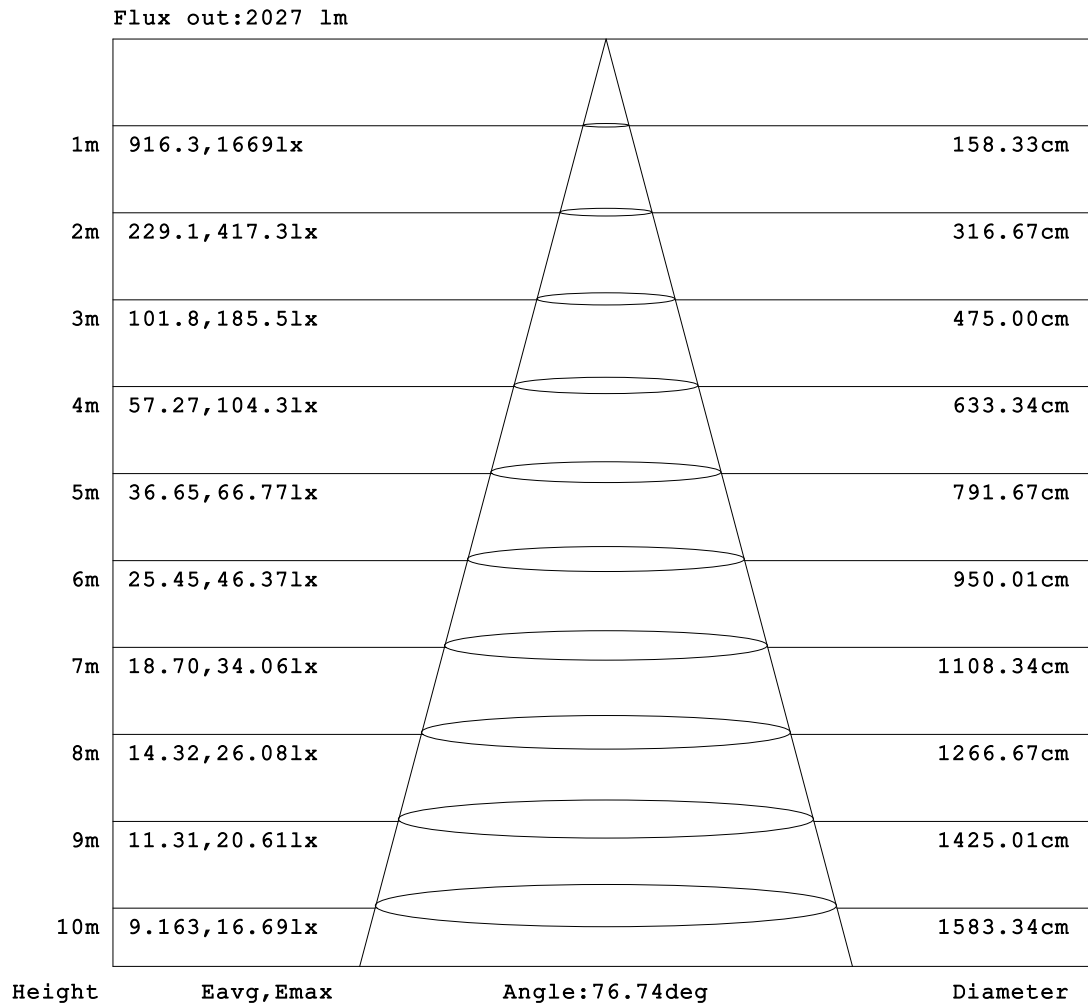 Flux out:2027 lm
1m 916.3,1669lx 158.33cm
2m 229.1,417.3lx 316.67cm
3m 101.8,185.5lx 475.00cm
4m 57.27,104.3lx 633.34cm
5m 36.65,66.77lx 791.67cm
6m 25.45,46.37lx 950.01cm
7m 18.70,34.06lx 1108.34cm
8m 14.32,26.08lx 1266.67cm
9m 11.31,20.61lx 1425.01cm
10m 9.163,16.69lx 1583.34cm
Height Eavg,Emax Angle:76.74deg Diameter